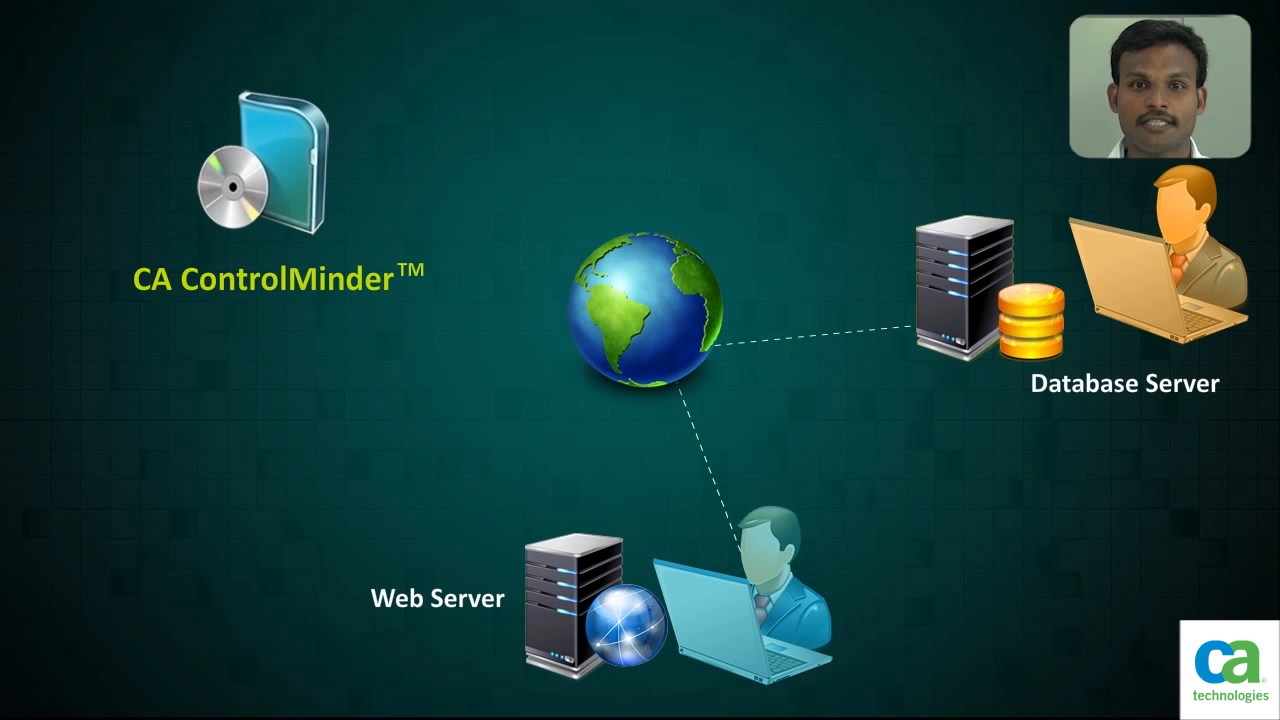 CA ControlMinder™
Database Server
Web Server
ca
technologies